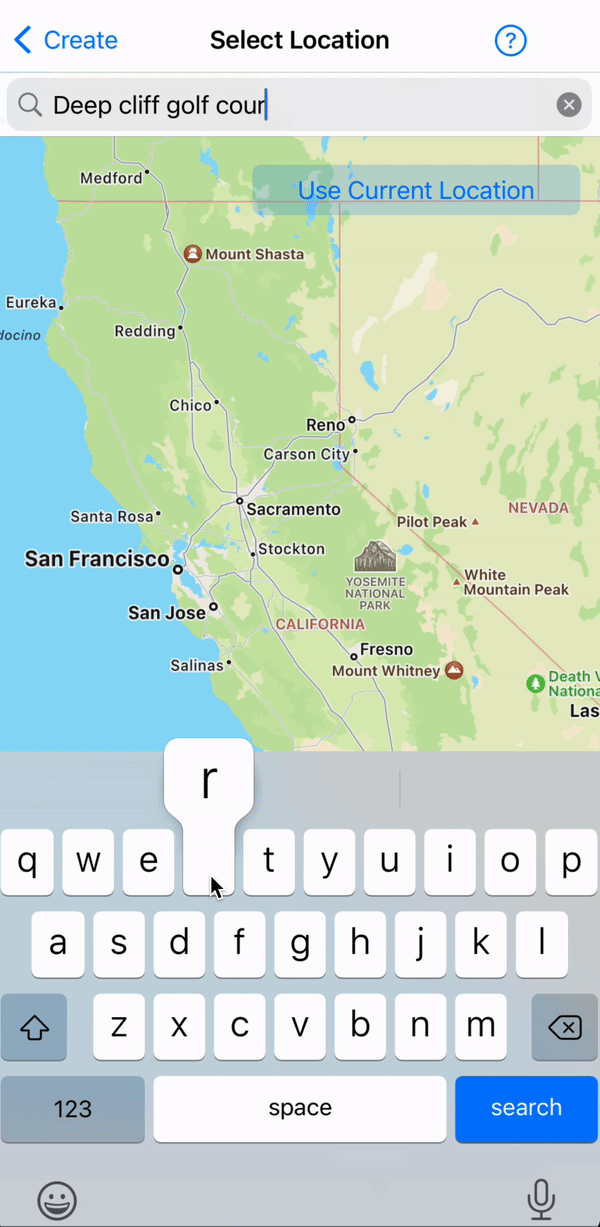 Create
Select Location
?
Deep cliff golf cour
Medford
Use Current Location
Mount Shasta
Eureka
docino
Redding
Chico
Reno
Carson City
Sacramento
Santa Rosa
Pilot Peak
NEVADA
San Francisco
Stockton
YOSEMITE
NATIONAL
PARK
White
Mountain Peak
San Jose
CALIFORNIA
Fresno
Salinas
Mount Whitney
Death V
Nationa
Las
r
q w e t y u i o p
a s d f g h j k l
z x c v b n m
123 space search